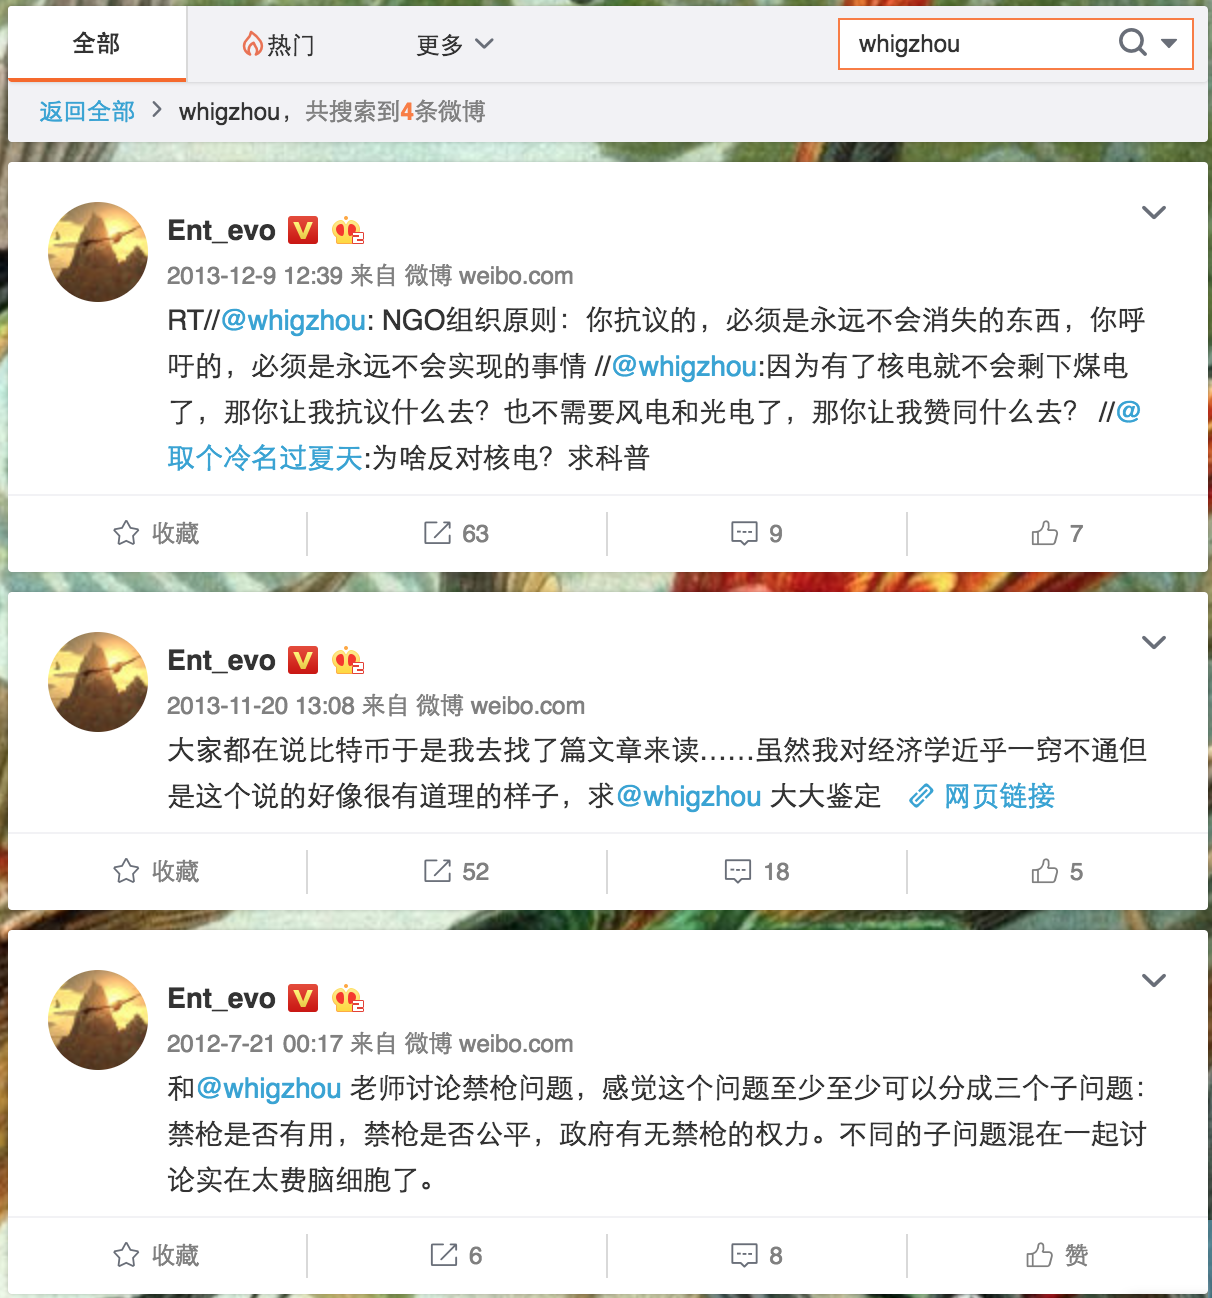 全部
热门
更多
whigzhou
返回全部 > whigzhou，共搜索到4条微博
Ent_evo V
2013-12-9 12:39 来自 微博 weibo.com
RT//@whigzhou: NGO组织原则：你抗议的，必须是永远不会消失的东西，你呼
吁的，必须是永远不会实现的事情 //@whigzhou:因为有了核电就不会剩下煤电
了，那你让我抗议什么去？也不需要风电和光电了，那你让我赞同什么去？ //@
取个冷名过夏天:为啥反对核电？求科普
收藏
63
9
7
Ent_evo V
2013-11-20 13:08 来自 微博 weibo.com
大家都在说比特币于是我去找了篇文章来读……虽然我对经济学近乎一窍不通但
是这个说的好像很有道理的样子，求@whigzhou 大大鉴定 网页链接
收藏
52
18
5
Ent_evo V
2012-7-21 00:17 来自 微博 weibo.com
和@whigzhou 老师讨论禁枪问题，感觉这个问题至少至少可以分成三个子问题：
禁枪是否有用，禁枪是否公平，政府有无禁枪的权力。不同的子问题混在一起讨
论实在太费脑细胞了。
收藏
6
8
赞